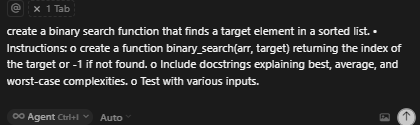 @ × 1 Tab
create a binary search function that finds a target element in a sorted list. ▪
Instructions: o create a function binary_search(arr, target) returning the index of
the target or -1 if not found. o Include docstrings explaining best, average, and
worst-case complexities. o Test with various inputs.
∞ Agent Ctrl+I Auto